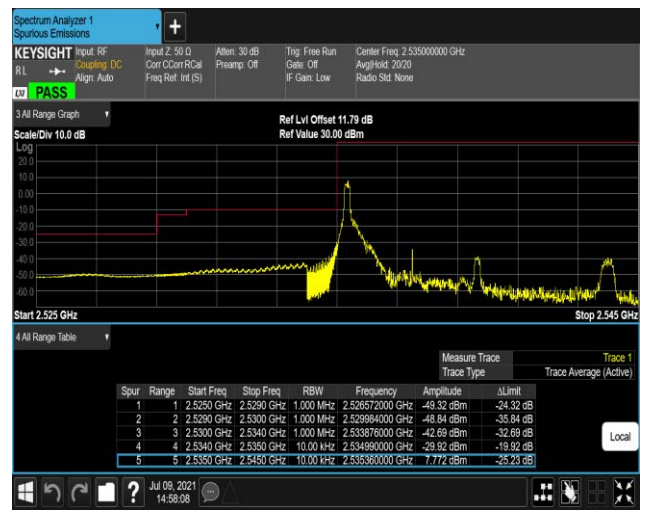 Spectrum Analyzer 1
Spurious Emissions
+
KEYSIGHT Input: RF Input Z: 50 Ω Atten: 30 dB Trig: Free Run Center Freq: 2.535000000 GHz
RL Coupling: DC Corr CCorr RCal Preamp: Off Gate: Off Avg|Hold: 20/20
Align: Auto Freq Ref: Int (S) IF Gain: Low Radio Std: None
LXI PASS
3 All Range Graph
Ref Lvl Offset 11.79 dB
Scale/Div 10.0 dB Ref Value 30.00 dBm
Log
20.0
10.0
0.00
-10.0
-20.0
-30.0
-40.0
-50.0
-60.0
Start 2.525 GHz Stop 2.545 GHz
4 All Range Table
Measure Trace Trace 1
Trace Type Trace Average (Active)
Spur Range Start Freq Stop Freq RBW Frequency Amplitude ΔLimit
1 1 2.5250 GHz 2.5290 GHz 1.000 MHz 2.526572000 GHz -49.32 dBm -24.32 dB
2 2 2.5290 GHz 2.5300 GHz 1.000 MHz 2.529984000 GHz -48.84 dBm -35.84 dB
3 3 2.5300 GHz 2.5340 GHz 1.000 MHz 2.533876000 GHz -42.69 dBm -32.69 dB
4 4 2.5340 GHz 2.5350 GHz 10.00 kHz 2.534990000 GHz -29.92 dBm -19.92 dB
5 5 2.5350 GHz 2.5450 GHz 10.00 kHz 2.535360000 GHz 7.772 dBm -25.23 dB
Local
? Jul 09, 2021
14:58:08